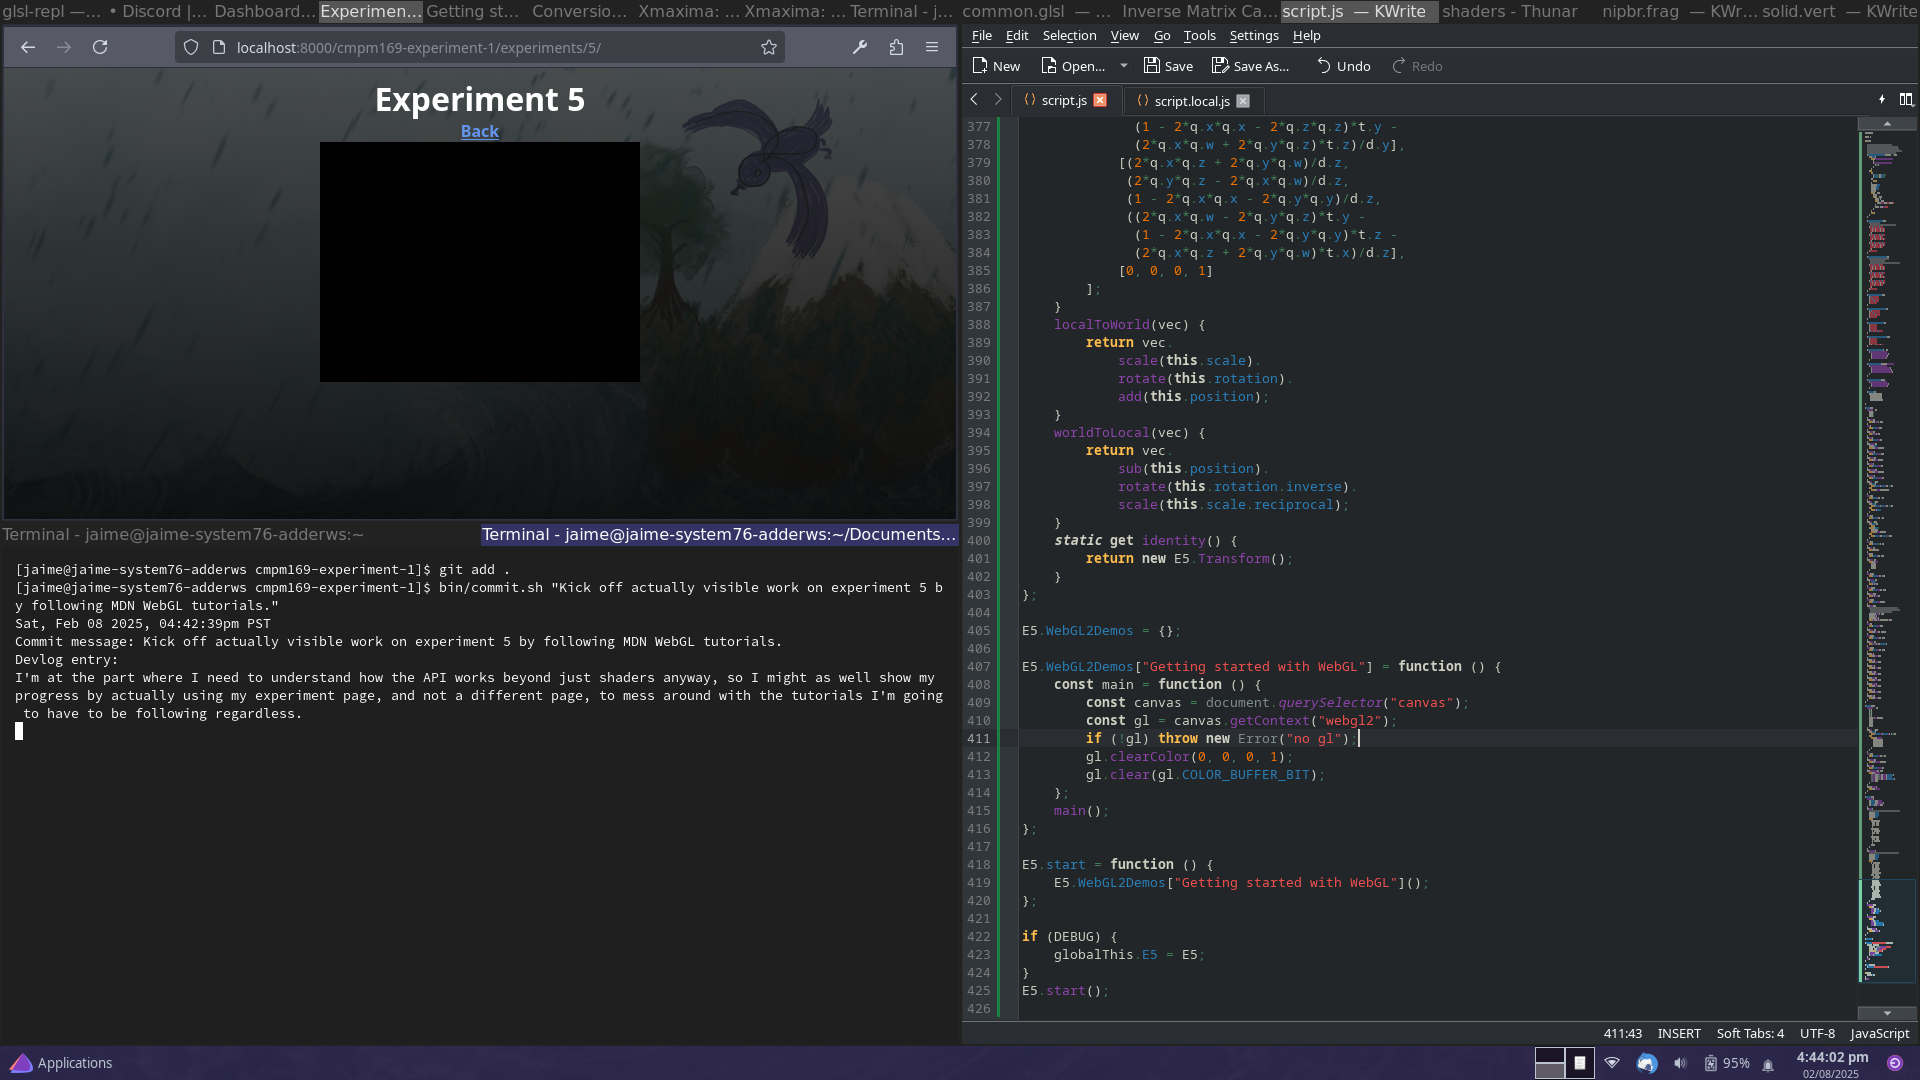 glsl-repl —...
• Discord |...
Dashboard...
Experimen...
Getting st...
Conversio...
Xmaxima: ...
Xmaxima: ...
Terminal - j...
common.glsl — ...
Inverse Matrix Ca...
script.js — KWrite
shaders - Thunar
nipbr.frag — KWr...
solid.vert — KWrite
localhost:8000/cmpm169-experiment-1/experiments/5/
Experiment 5
Back
Terminal - jaime@jaime-system76-adderws:~
Terminal - jaime@jaime-system76-adderws:~/Documents...
[jaime@jaime-system76-adderws cmpm169-experiment-1]$ git add .
[jaime@jaime-system76-adderws cmpm169-experiment-1]$ bin/commit.sh "Kick off actually visible work on experiment 5 b
y following MDN WebGL tutorials."
Sat, Feb 08 2025, 04:42:39pm PST
Commit message: Kick off actually visible work on experiment 5 by following MDN WebGL tutorials.
Devlog entry:
I'm at the part where I need to understand how the API works beyond just shaders anyway, so I might as well show my
progress by actually using my experiment page, and not a different page, to mess around with the tutorials I'm going
 to have to be following regardless.
File Edit Selection View Go Tools Settings Help
New Open... Save Save As... Undo Redo
script.js
script.local.js
377 (1 - 2*q.x*q.x - 2*q.z*q.z)*t.y -
378 (2*q.x*q.w + 2*q.y*q.z)*t.z)/d.y],
379 [(2*q.x*q.z + 2*q.y*q.w)/d.z,
380 (2*q.y*q.z - 2*q.x*q.w)/d.z,
381 (1 - 2*q.x*q.x - 2*q.y*q.y)/d.z,
382 ((2*q.x*q.w - 2*q.y*q.z)*t.y -
383 (1 - 2*q.x*q.x - 2*q.y*q.y)*t.z -
384 (2*q.x*q.z + 2*q.y*q.w)*t.x)/d.z],
385 [0, 0, 0, 1]
386 ];
387 }
388 localToWorld(vec) {
389 return vec.
390 scale(this.scale).
391 rotate(this.rotation).
392 add(this.position);
393 }
394 worldToLocal(vec) {
395 return vec.
396 sub(this.position).
397 rotate(this.rotation.inverse).
398 scale(this.scale.reciprocal);
399 }
400 static get identity() {
401 return new E5.Transform();
402 }
403 };
404
405 E5.WebGL2Demos = {};
406
407 E5.WebGL2Demos["Getting started with WebGL"] = function () {
408 const main = function () {
409 const canvas = document.querySelector("canvas");
410 const gl = canvas.getContext("webgl2");
411 if (!gl) throw new Error("no gl");
412 gl.clearColor(0, 0, 0, 1);
413 gl.clear(gl.COLOR_BUFFER_BIT);
414 };
415 main();
416 };
417
418 E5.start = function () {
419 E5.WebGL2Demos["Getting started with WebGL"]();
420 };
421
422 if (DEBUG) {
423 globalThis.E5 = E5;
424 }
425 E5.start();
426
411:43 INSERT Soft Tabs: 4 UTF-8 JavaScript
Applications
95%
4:44:02 pm
02/08/2025